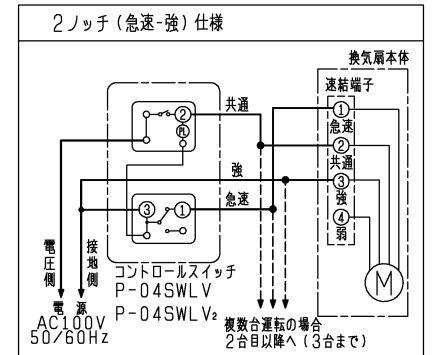 2ノッチ(急速-強)仕様
換気扇本体
速結端子
共通
①
急速
②
共通
③
強
④
弱
M
②
PL
強
急速
③ ①
電圧側
接地側
コントロールスイッチ
P-04SWLV
P-04SWLV₂
電 源
AC100V
50/60Hz
複数台運転の場合
2台目以降へ(3台まで)